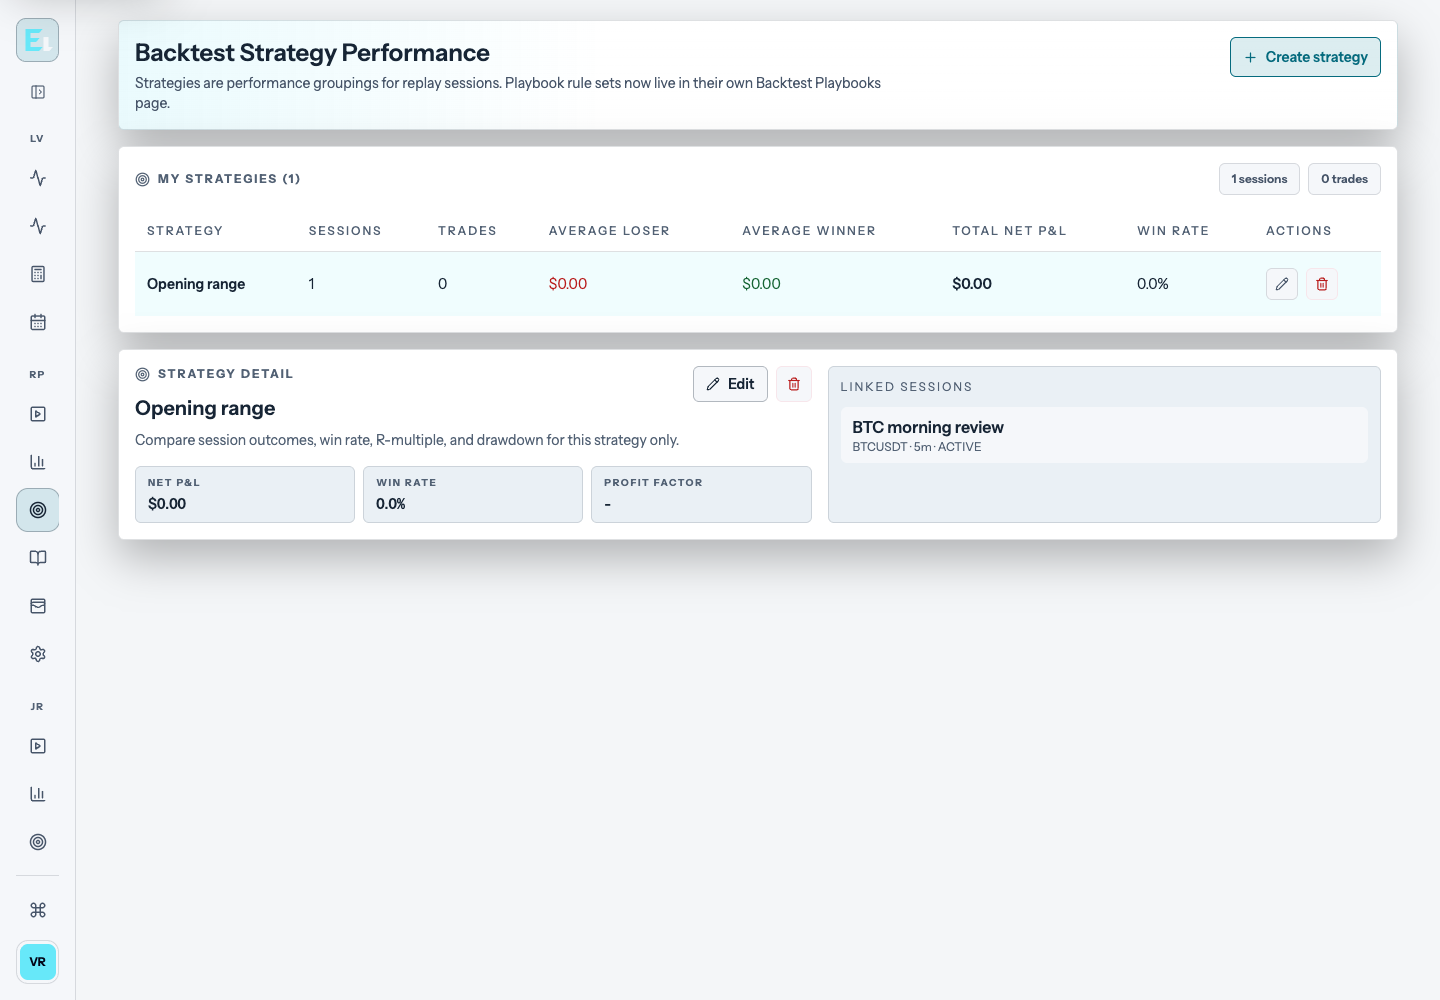 EL
LV
RP
JR
VR
Backtest Strategy Performance
Strategies are performance groupings for replay sessions. Playbook rule sets now live in their own Backtest Playbooks
page.
Create strategy
MY STRATEGIES (1)
1 sessions
0 trades
STRATEGY SESSIONS TRADES AVERAGE LOSER AVERAGE WINNER TOTAL NET P&L WIN RATE ACTIONS
Opening range 1 0 $0.00 $0.00 $0.00 0.0%
STRATEGY DETAIL
Opening range
Edit
Compare session outcomes, win rate, R-multiple, and drawdown for this strategy only.
NET P&L
$0.00
WIN RATE
0.0%
PROFIT FACTOR
-
LINKED SESSIONS
BTC morning review
BTCUSDT · 5m · ACTIVE